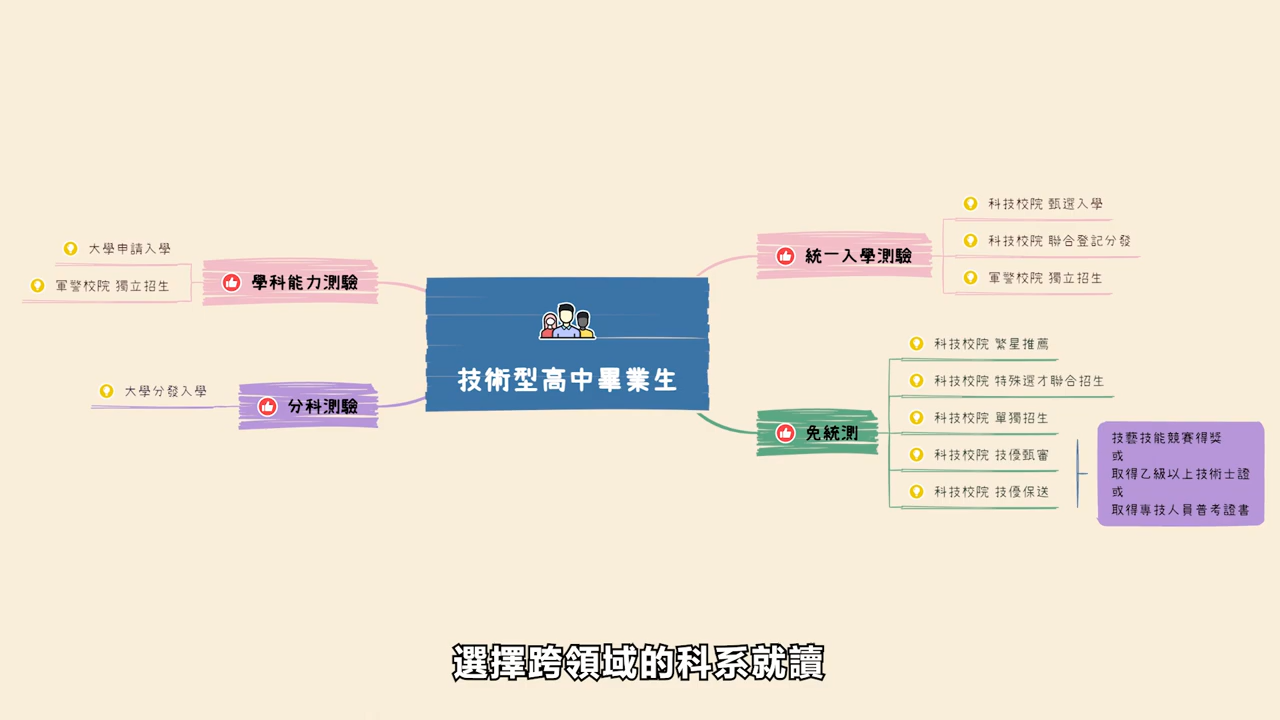 大學申請入學
軍警校院 獨立招生
學科能力測驗
大學分發入學
分科測驗
技術型高中畢業生
統一入學測驗
科技校院 甄選入學
科技校院 聯合登記分發
軍警校院 獨立招生
免統測
科技校院 繁星推薦
科技校院 特殊選才聯合招生
科技校院 單獨招生
科技校院 技優甄審
科技校院 技優保送
技藝技能競賽得獎
或
取得乙級以上技術士證
或
取得專技人員普考證書
選擇跨領域的科系就讀